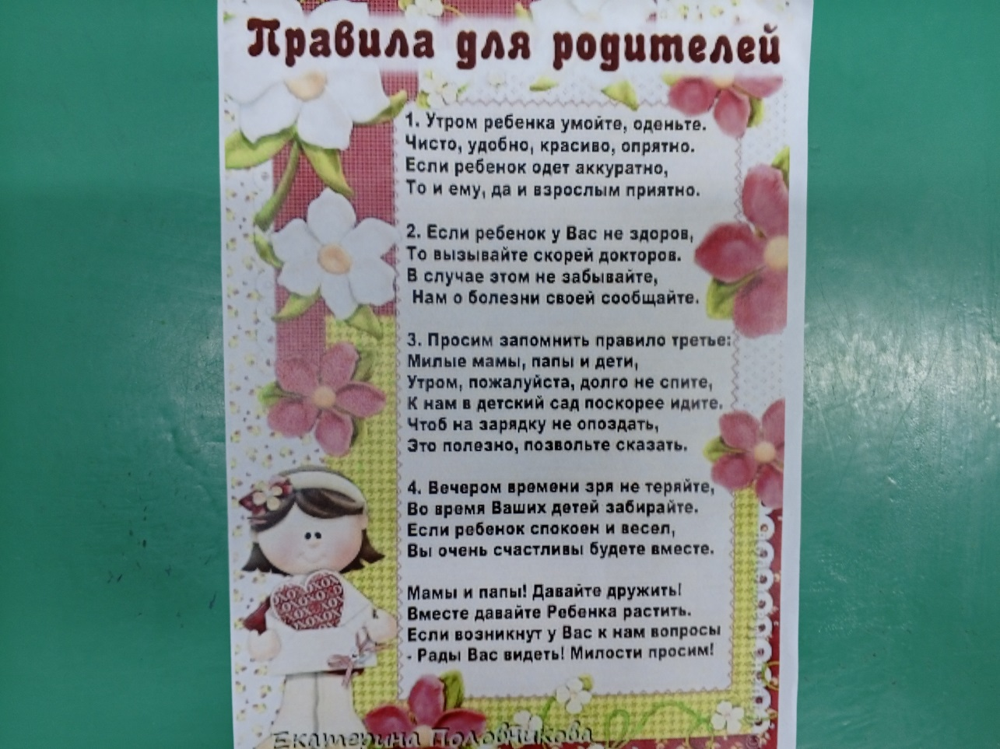 Правила для родителей
1. Утром ребенка умойте, оденьте.
Чисто, удобно, красиво, опрятно.
Если ребенок одет аккуратно,
То и ему, да и взрослым приятно.
2. Если ребенок у Вас не здоров,
То вызывайте скорей докторов.
В случае этом не забывайте,
Нам о болезни своей сообщайте.
3. Просим запомнить правило третье:
Милые мамы, папы и дети,
Утром, пожалуйста, долго не спите,
К нам в детский сад поскорее идите.
Чтоб на зарядку не опоздать,
Это полезно, позвольте сказать.
4. Вечером времени зря не теряйте,
Во время Ваших детей забирайте.
Если ребенок спокоен и весел,
Вы очень счастливы будете вместе.
Мамы и папы! Давайте дружить!
Вместе давайте Ребенка растить.
Если возникнут у Вас к нам вопросы
- Рады Вас видеть! Милости просим!
Екатерина Половчикова